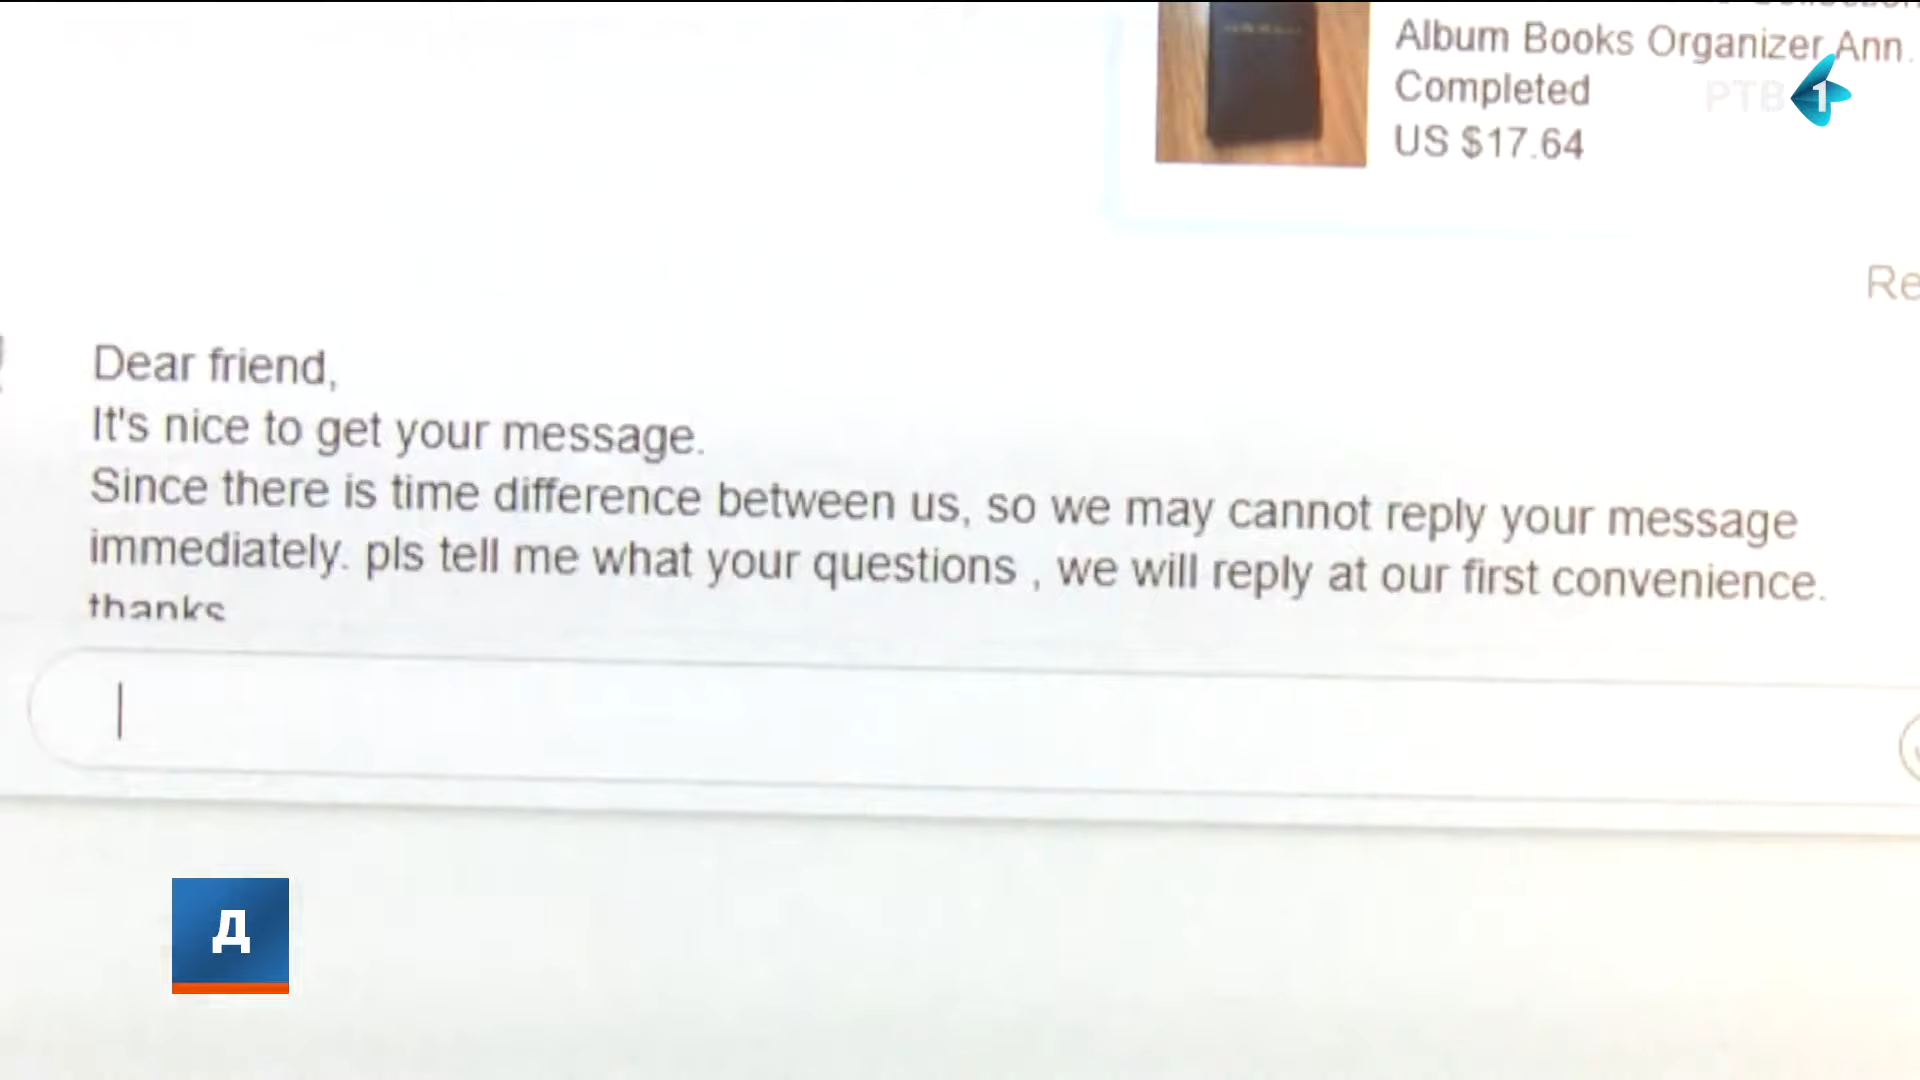 Album Books Organizer Ann.
Completed
US $17.64
РТВ 1
Dear friend,
It's nice to get your message.
Since there is time difference between us, so we may cannot reply your message
immediately. pls tell me what your questions , we will reply at our first convenience.
thanks
Д